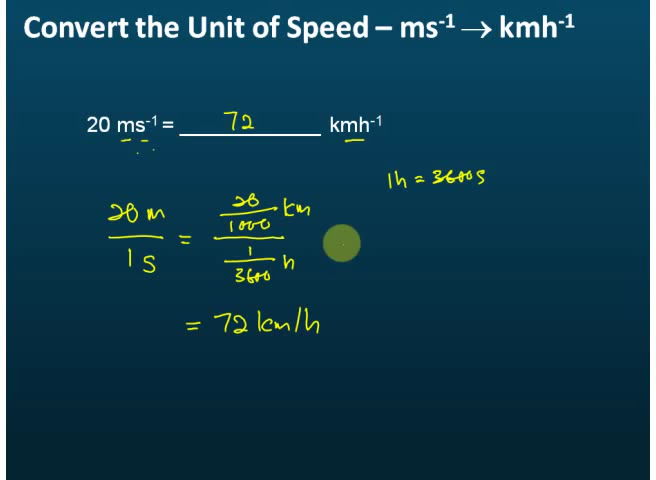 Convert the Unit of Speed – ms⁻¹ → kmh⁻¹
20 ms⁻¹ = 72 kmh⁻¹
1h = 3600s
20 m / 1 s = (20/1000 km) / (1/3600 h)
= 72 km/h